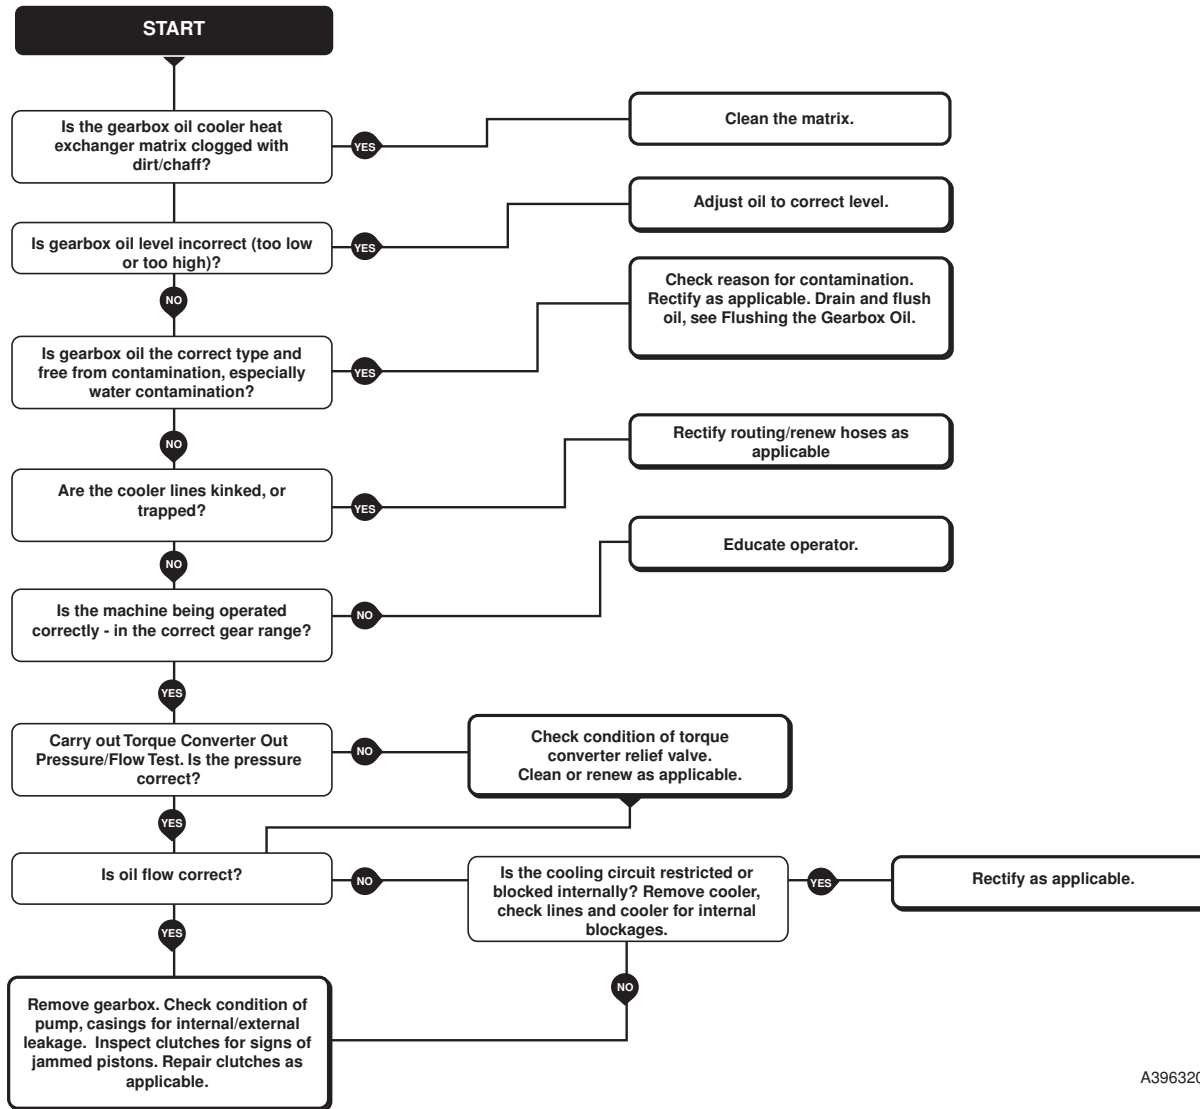 START
Is the gearbox oil cooler heat
exchanger matrix clogged with
dirt/chaff?
YES
Clean the matrix.
Is gearbox oil level incorrect (too low
or too high)?
YES
Adjust oil to correct level.
NO
Is gearbox oil the correct type and
free from contamination, especially
water contamination?
YES
Check reason for contamination.
Rectify as applicable. Drain and flush
oil, see Flushing the Gearbox Oil.
NO
Are the cooler lines kinked, or
trapped?
YES
Rectify routing/renew hoses as
applicable
NO
Is the machine being operated
correctly - in the correct gear range?
NO
Educate operator.
YES
Carry out Torque Converter Out
Pressure/Flow Test. Is the pressure
correct?
NO
Check condition of torque
converter relief valve.
Clean or renew as applicable.
YES
Is oil flow correct?
NO
Is the cooling circuit restricted or
blocked internally? Remove cooler,
check lines and cooler for internal
blockages.
YES
Rectify as applicable.
YES
NO
Remove gearbox. Check condition of
pump, casings for internal/external
leakage. Inspect clutches for signs of
jammed pistons. Repair clutches as
applicable.
A396320